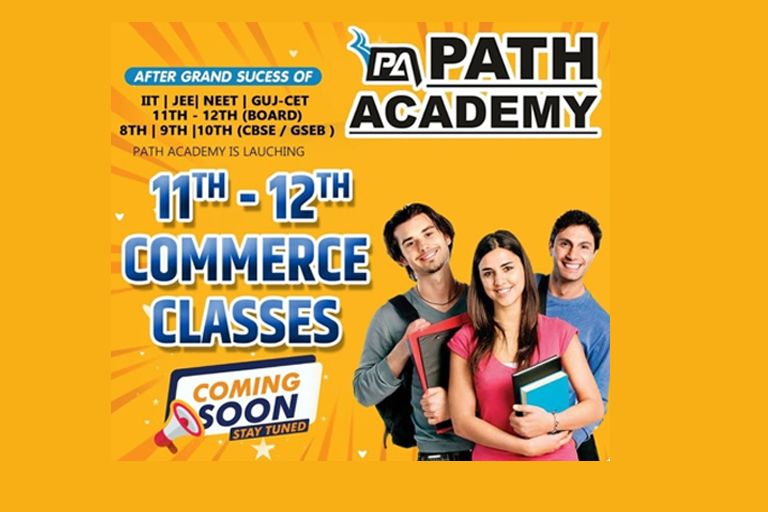 AFTER GRAND SUCESS OF
IIT | JEE| NEET | GUJ-CET
11TH - 12TH (BOARD)
8TH | 9TH |10TH (CBSE / GSEB )
PATH ACADEMY IS LAUCHING
PA PATH
ACADEMY
11TH - 12TH
COMMERCE
CLASSES
COMING
SOON
STAY TUNED